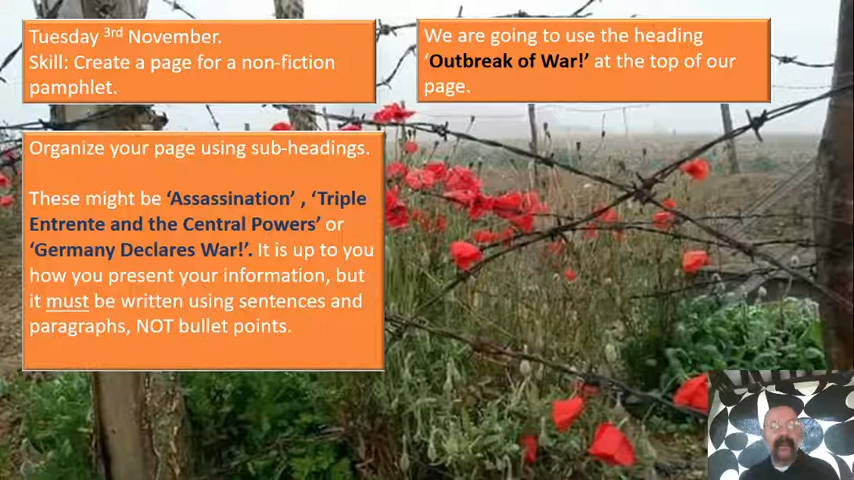 Tuesday 3rd November.
Skill: Create a page for a non-fiction
pamphlet.
We are going to use the heading
‘Outbreak of War!’ at the top of our
page.
Organize your page using sub-headings.
These might be ‘Assassination’ , ‘Triple
Entrente and the Central Powers’ or
‘Germany Declares War!’. It is up to you
how you present your information, but
it must be written using sentences and
paragraphs, NOT bullet points.